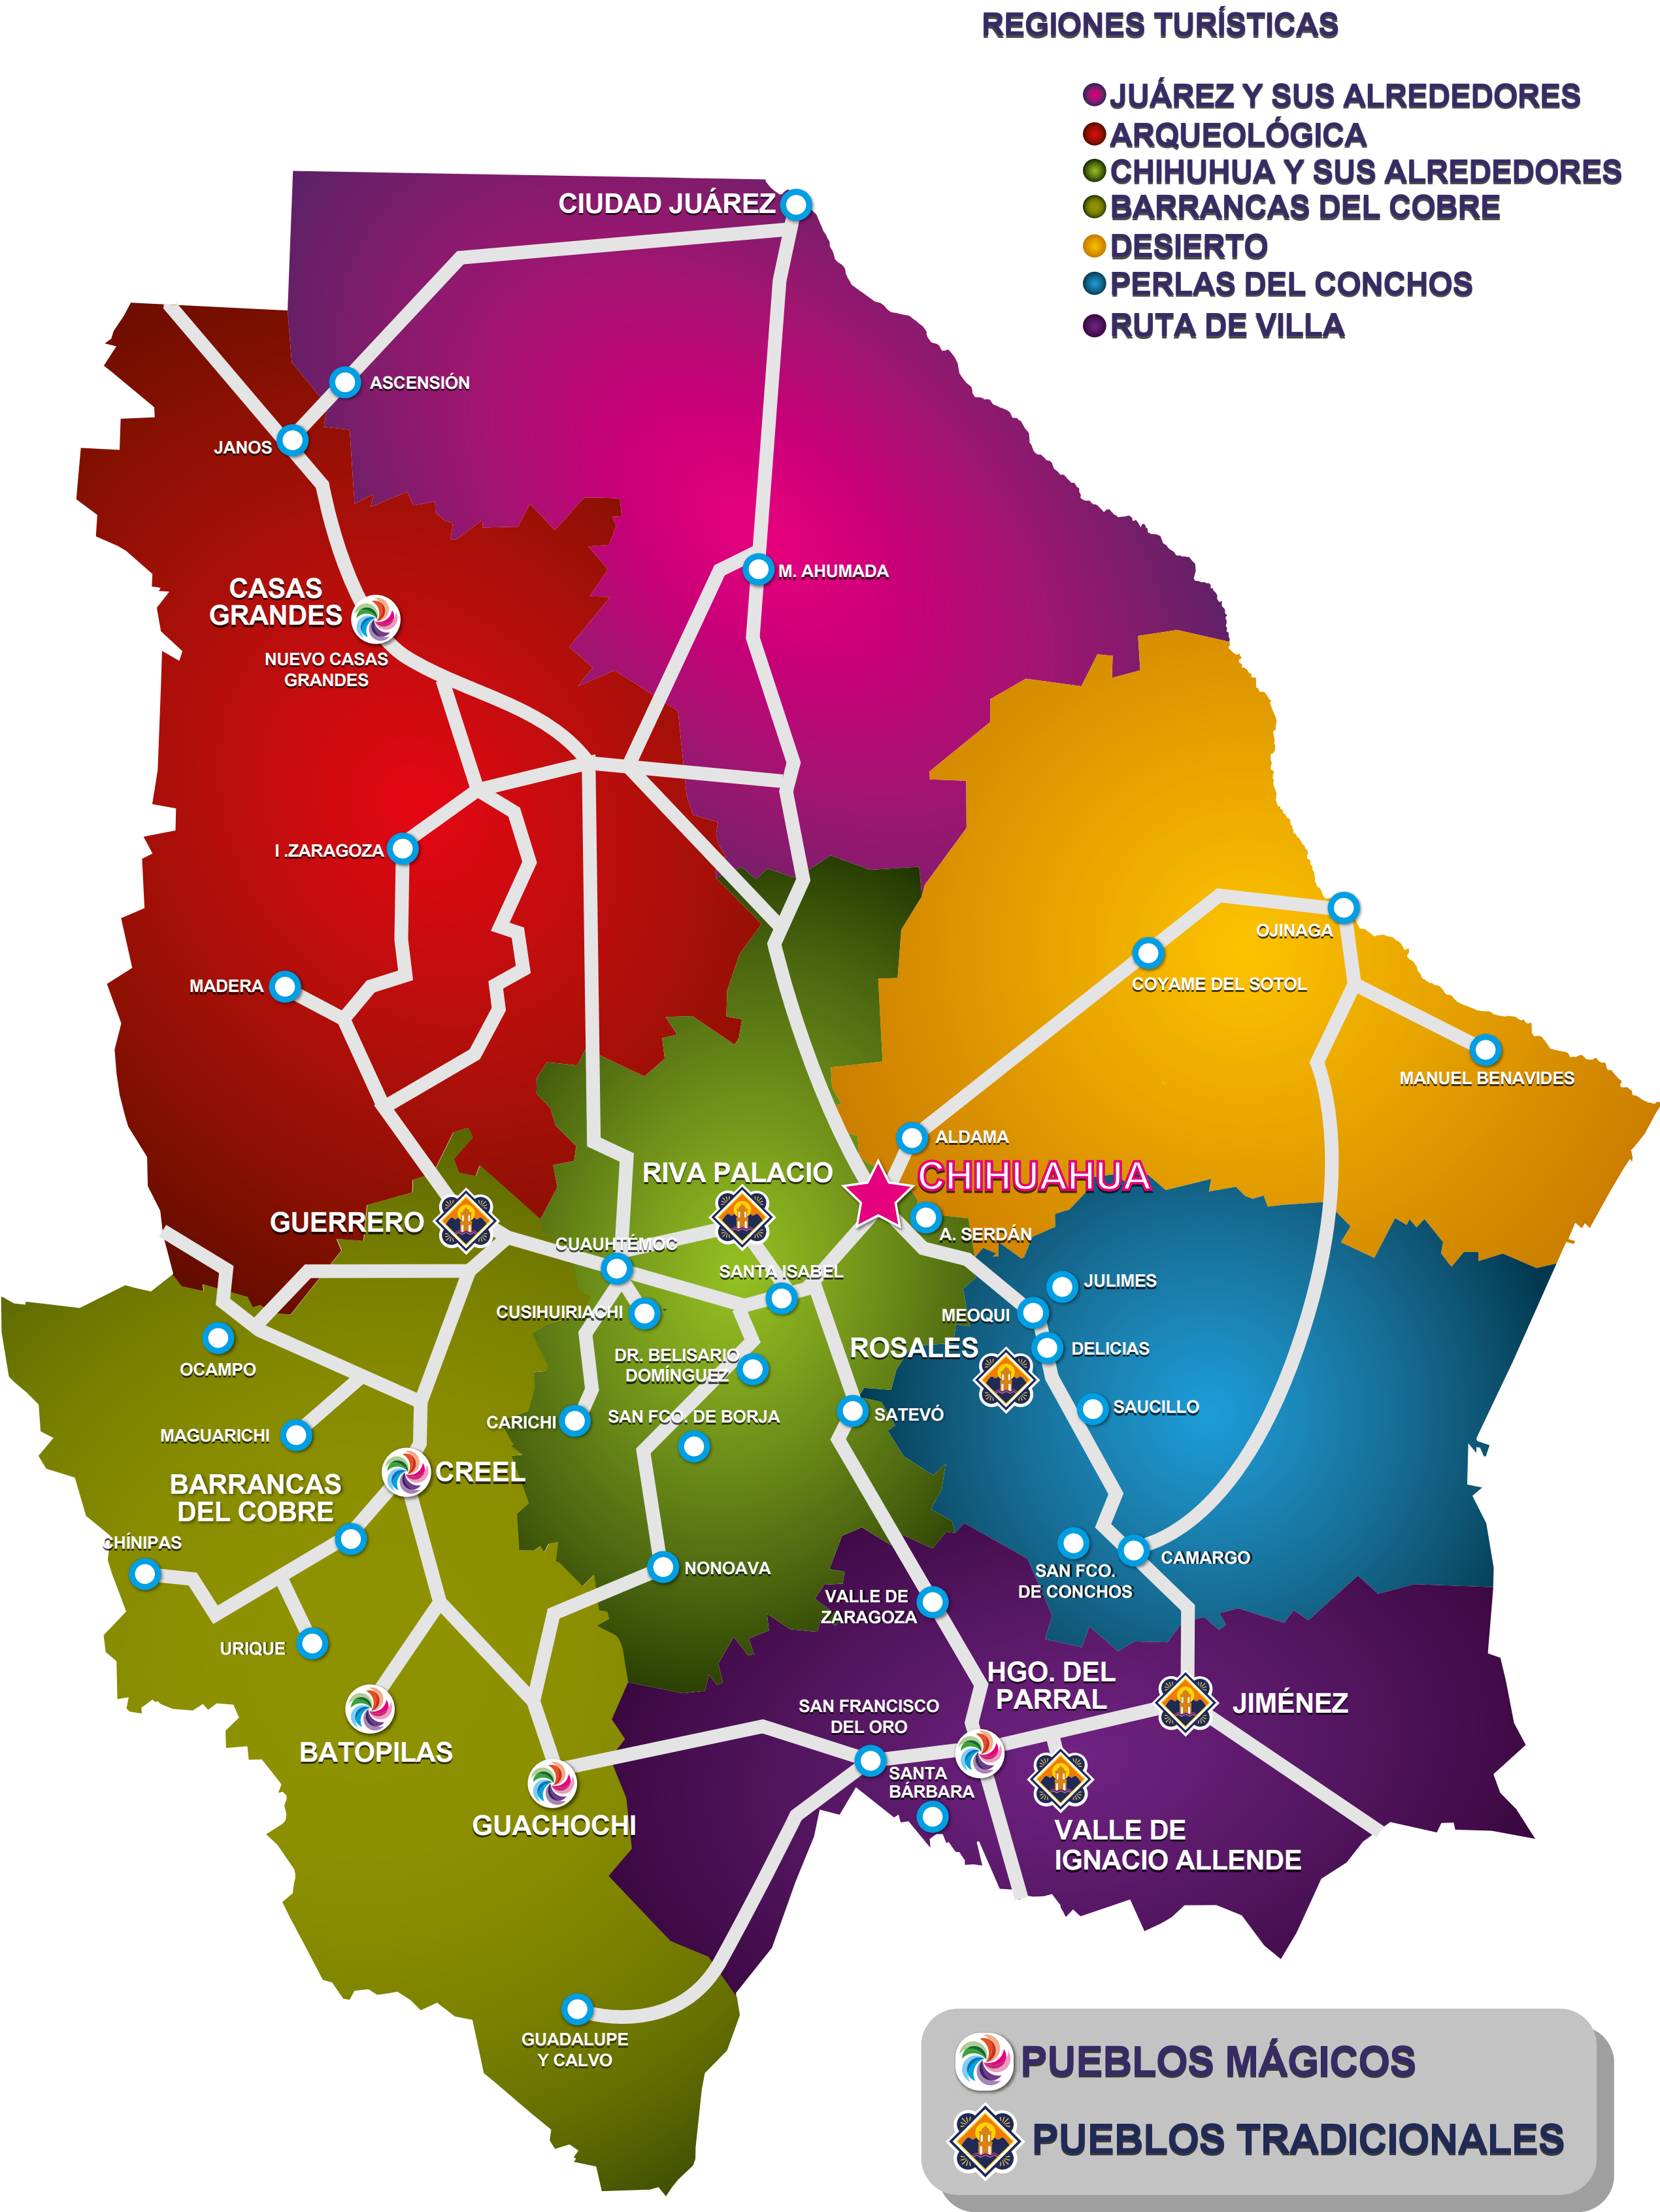 REGIONES TURÍSTICAS
JUÁREZ Y SUS ALREDEDORES
ARQUEOLÓGICA
CHIHUHUA Y SUS ALREDEDORES
BARRANCAS DEL COBRE
DESIERTO
PERLAS DEL CONCHOS
RUTA DE VILLA
CIUDAD JUÁREZ
ASCENSIÓN
JANOS
M. AHUMADA
CASAS
GRANDES
NUEVO CASAS
GRANDES
I .ZARAGOZA
MADERA
OJINAGA
COYAME DEL SOTOL
MANUEL BENAVIDES
ALDAMA
CHIHUAHUA
RIVA PALACIO
GUERRERO
A. SERDÁN
CUAUHTÉMOC
SANTA ISABEL
JULIMES
CUSIHUIRIACHI
MEOQUI
ROSALES
DELICIAS
OCAMPO
DR. BELISARIO
DOMÍNGUEZ
SAUCILLO
CARICHI
SAN FCO. DE BORJA
SATEVÓ
MAGUARICHI
CREEL
BARRANCAS
DEL COBRE
CHÍNIPAS
NONOAVA
CAMARGO
SAN FCO.
DE CONCHOS
VALLE DE
ZARAGOZA
URIQUE
HGO. DEL
PARRAL
JIMÉNEZ
SAN FRANCISCO
DEL ORO
BATOPILAS
SANTA
BÁRBARA
GUACHOCHI
VALLE DE
IGNACIO ALLENDE
GUADALUPE
Y CALVO
PUEBLOS MÁGICOS
PUEBLOS TRADICIONALES